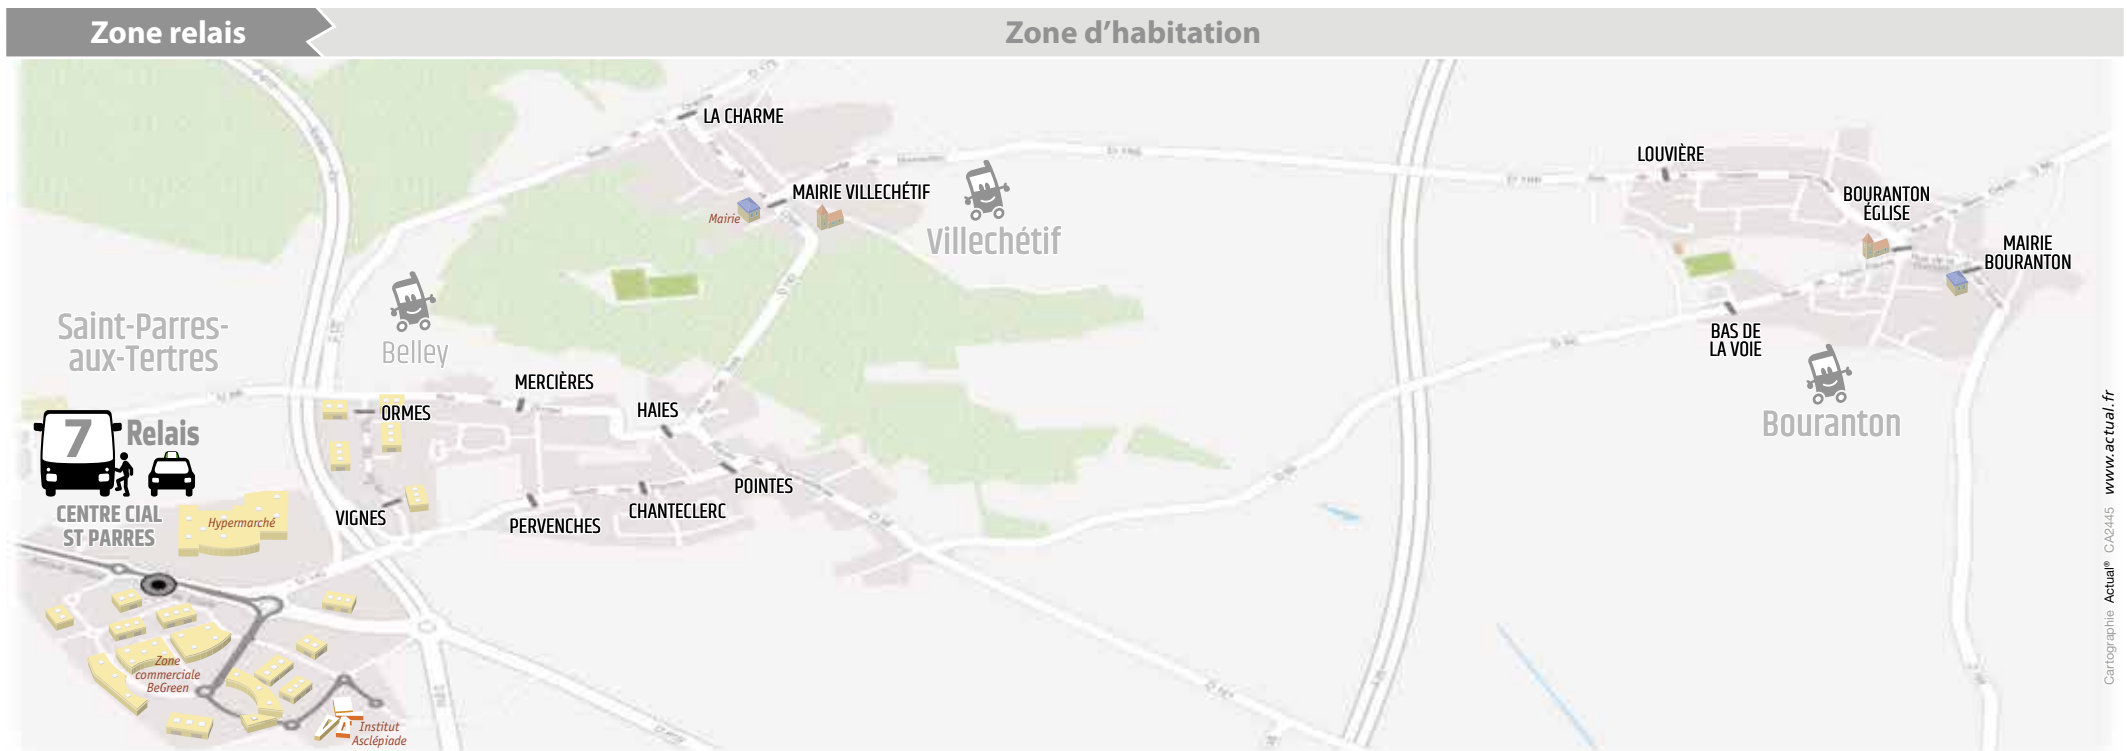 Zone relais
Zone d’habitation
LA CHARME
MAIRIE VILLECHÉTIF
Mairie
Villechétif
LOUVIÈRE
BOURANTON
ÉGLISE
MAIRIE
BOURANTON
BAS DE
LA VOIE
Bouranton
Saint-Parres-
aux-Tertres
Belley
MERCIÈRES
ORMES
HAIES
POINTES
CHANTECLERC
PERVENCHES
VIGNES
7 Relais
CENTRE CIAL
ST PARRES
Hypermarché
Zone
commerciale
BeGreen
Institut
Asclépiade
Cartographie Actual® CA2445 www.actual.fr